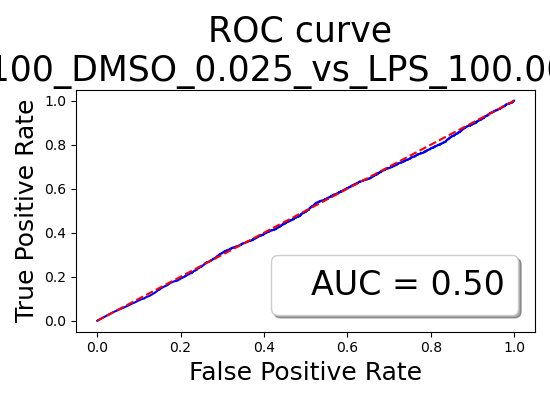 ROC curve
100_DMSO_0.025_vs_LPS_100.00
True Positive Rate
1.0
0.8
0.6
0.4
0.2
0.0
AUC = 0.50
0.0 0.2 0.4 0.6 0.8 1.0
False Positive Rate